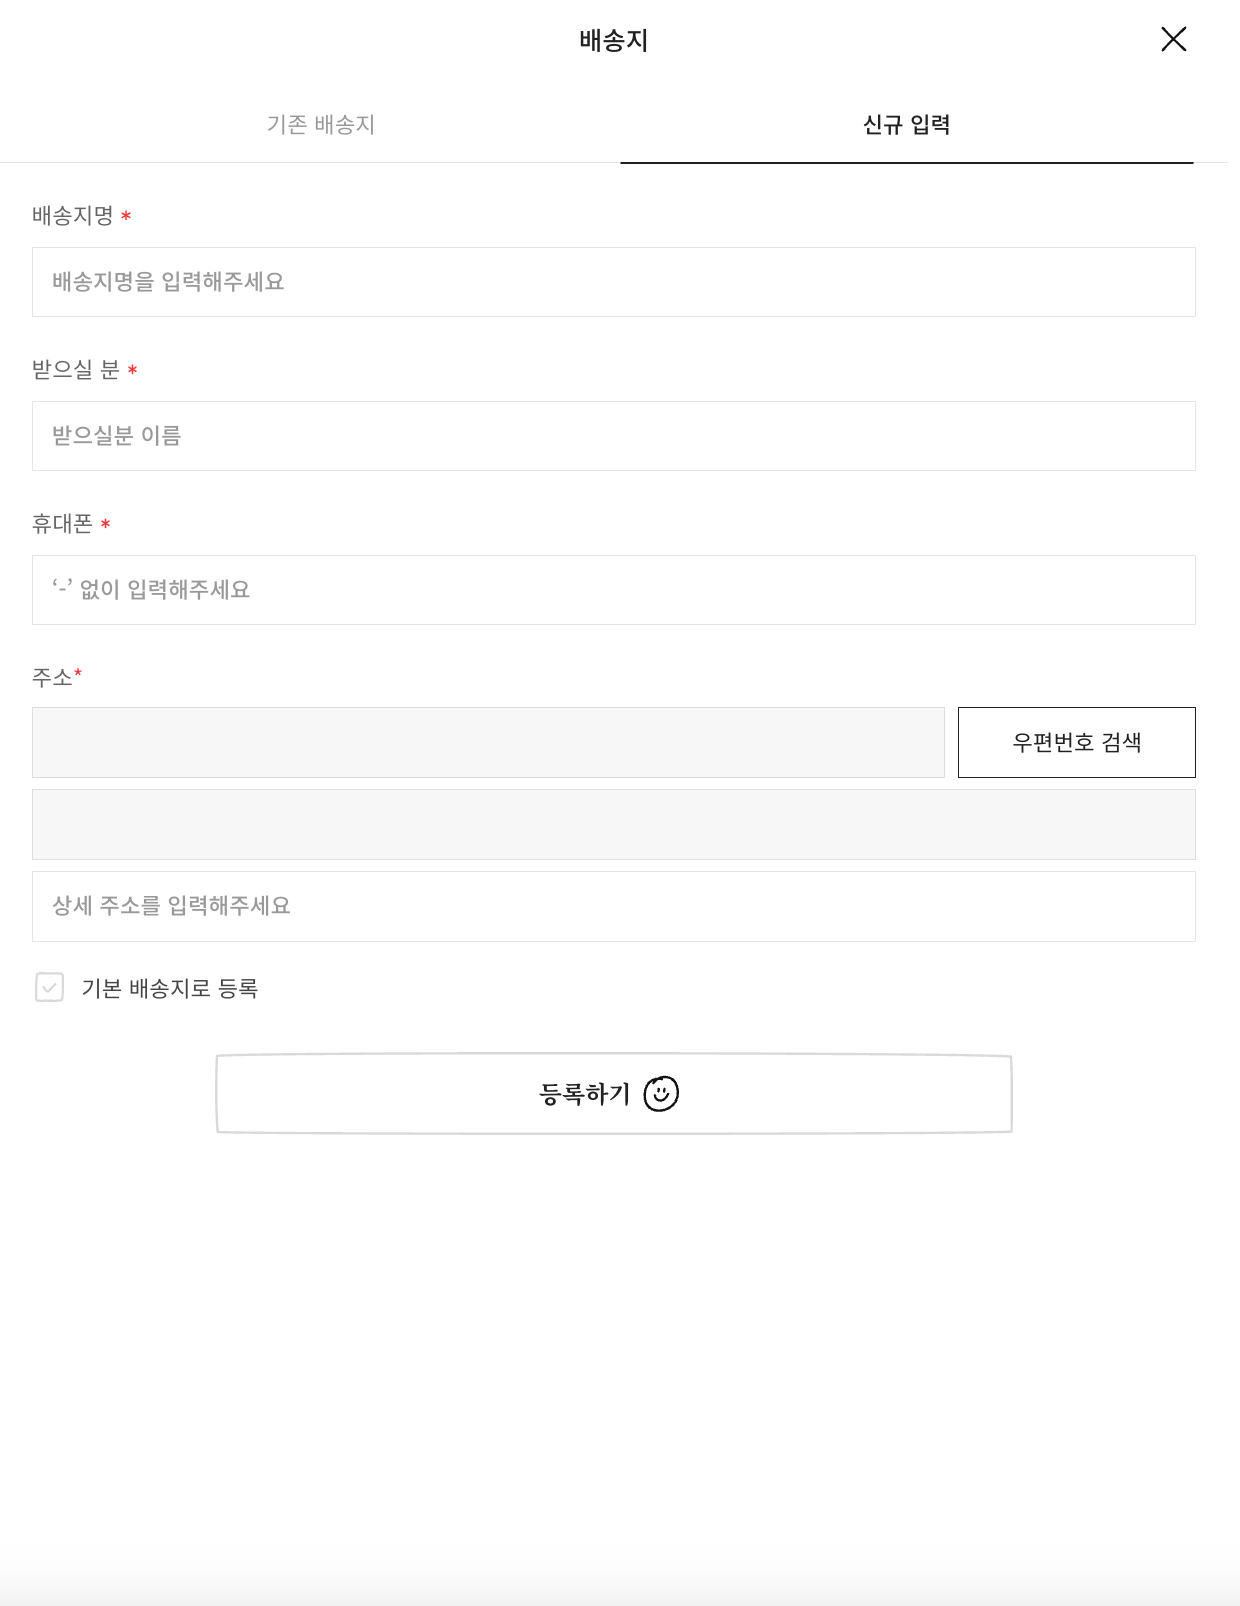 배송지
기존 배송지 신규 입력
배송지명 *
배송지명을 입력해주세요
받으실 분 *
받으실분 이름
휴대폰 *
‘-’ 없이 입력해주세요
주소*
우편번호 검색
상세 주소를 입력해주세요
기본 배송지로 등록
등록하기